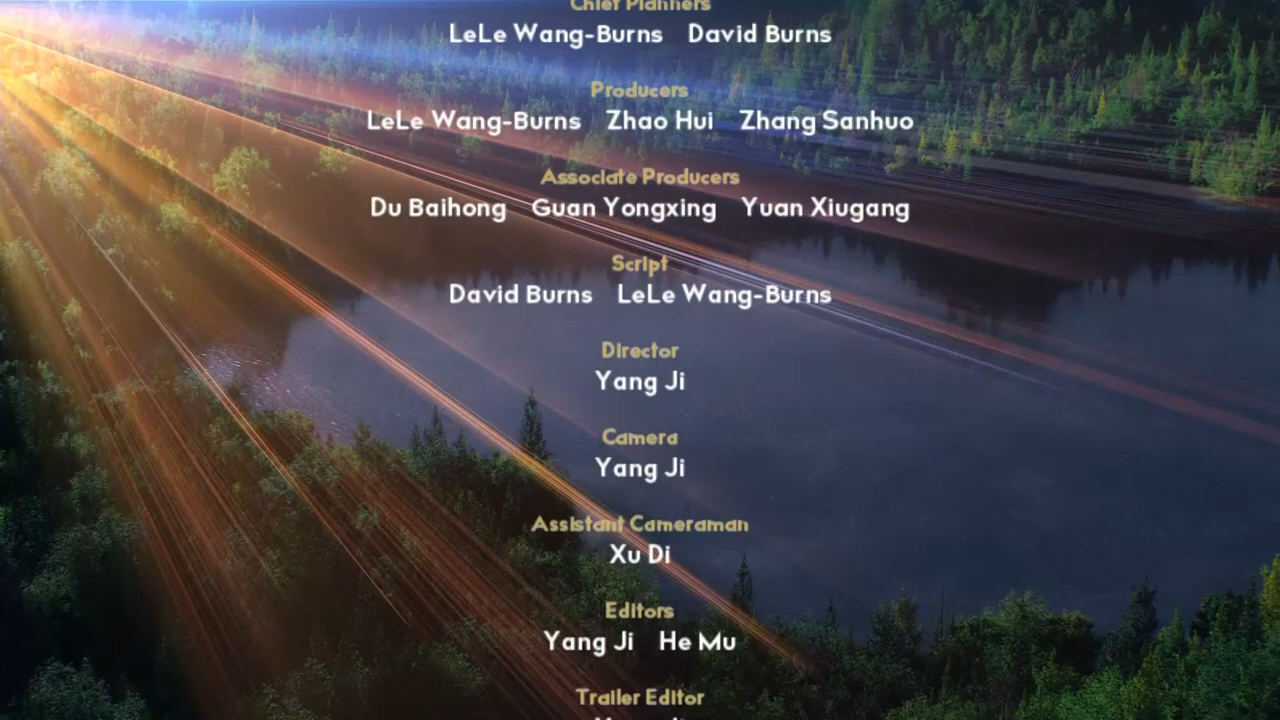 Chief Planners
LeLe Wang-Burns David Burns
Producers
LeLe Wang-Burns Zhao Hui Zhang Sanhuo
Associate Producers
Du Baihong Guan Yongxing Yuan Xiugang
Script
David Burns LeLe Wang-Burns
Director
Yang Ji
Camera
Yang Ji
Assistant Cameraman
Xu Di
Editors
Yang Ji He Mu
Trailer Editor